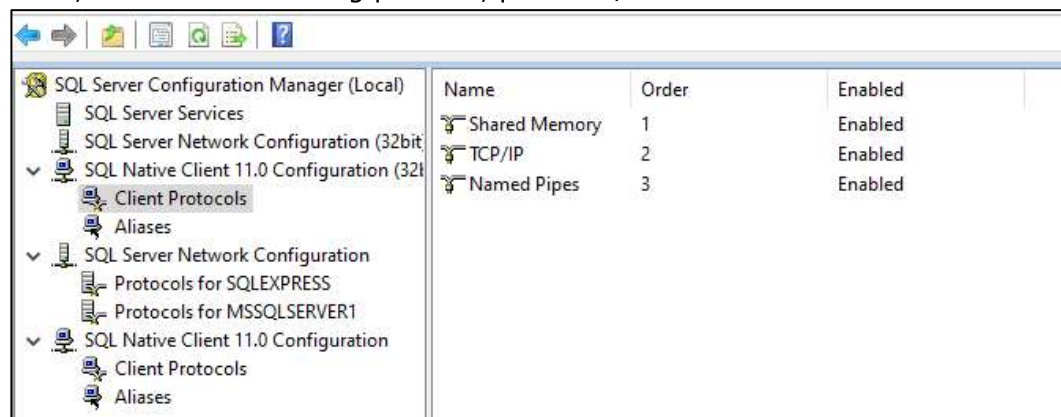 SQL Server Configuration Manager (Local)
SQL Server Services
SQL Server Network Configuration (32bit
SQL Native Client 11.0 Configuration (32b
Client Protocols
Aliases
SQL Server Network Configuration
Protocols for SQLEXPRESS
Protocols for MSSQLSERVER1
SQL Native Client 11.0 Configuration
Client Protocols
Aliases
Name Order Enabled
Shared Memory 1 Enabled
TCP/IP 2 Enabled
Named Pipes 3 Enabled